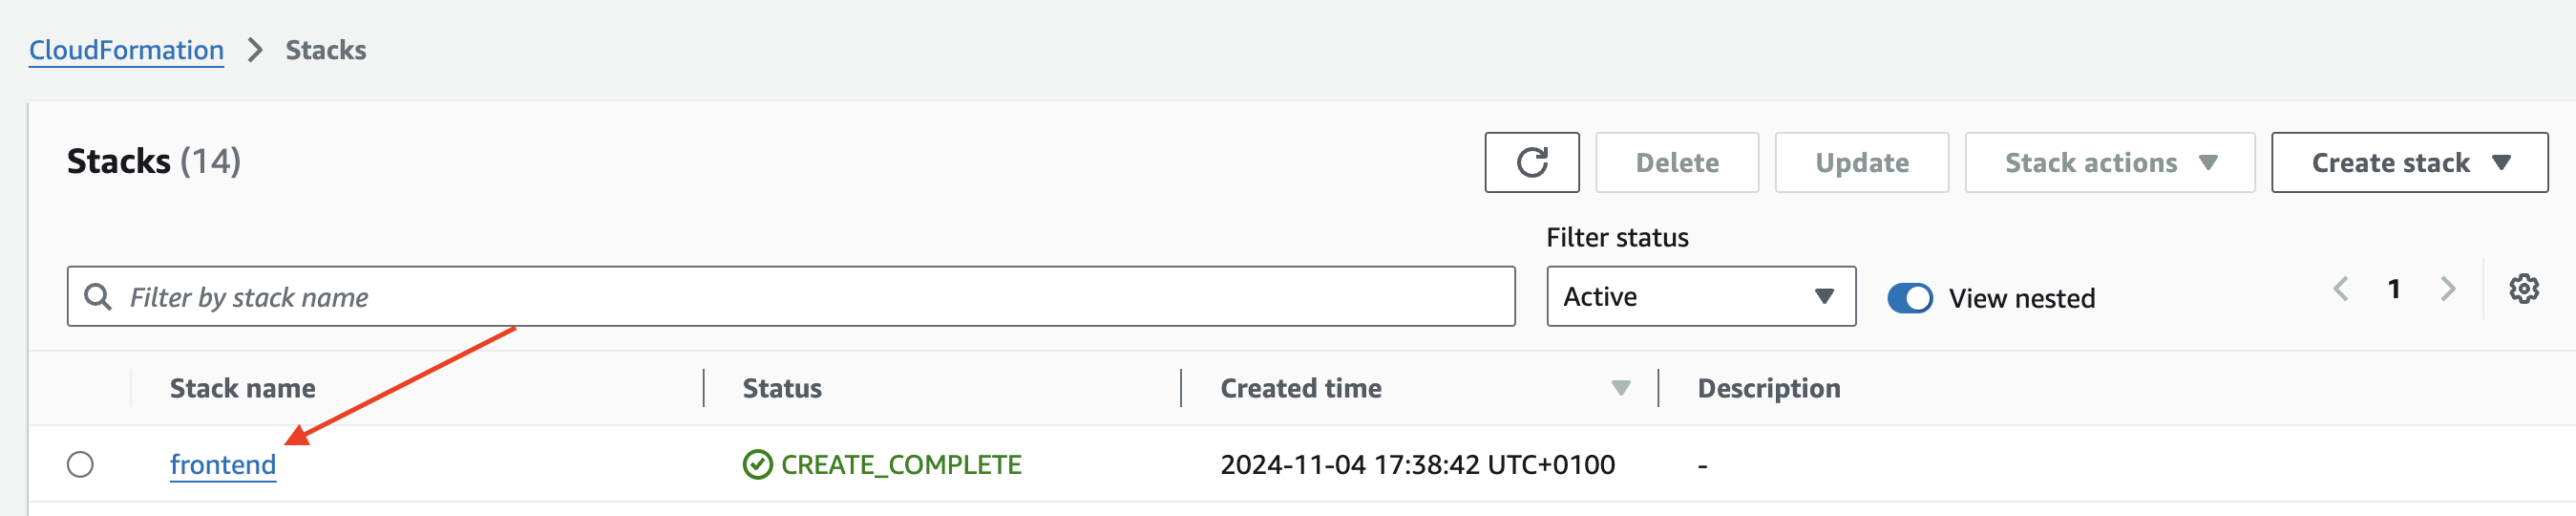 CloudFormation > Stacks
Stacks (14)
Delete
Update
Stack actions
Create stack
Filter status
Filter by stack name
Active
View nested
1
Stack name
Status
Created time
Description
frontend
CREATE_COMPLETE
2024-11-04 17:38:42 UTC+0100
-